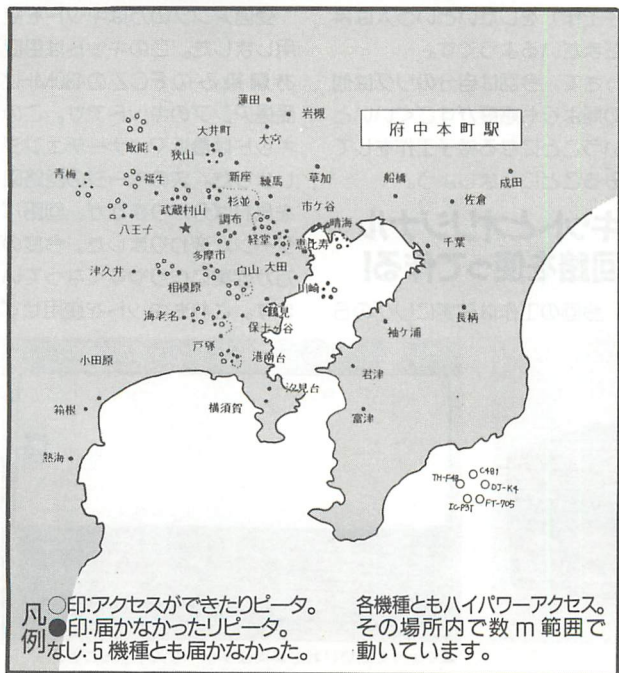 府中本町駅
蓮田
岩槻
大井町
大宮
飯能
狭山
青梅
福生
新座
練馬
草加
船橋
成田
武蔵村山
杉並
市ケ谷
佐倉
八王子
調布
経堂
晴海
恵比寿
千葉
多摩市
津久井
相模原
白山
大田
川崎
長柄
海老名
鶴見
保土ケ谷
袖ケ浦
小田原
戸塚
港南台
君津
汐見台
箱根
横須賀
富津
熱海
C481
TH-F48
DJ-K4
IC-P3T
FT-705
凡例
○印:アクセスができたリピータ。
●印:届かなかったリピータ。
なし:5機種とも届かなかった。
各機種ともハイパワーアクセス。
その場所内で数m範囲で
動いています。